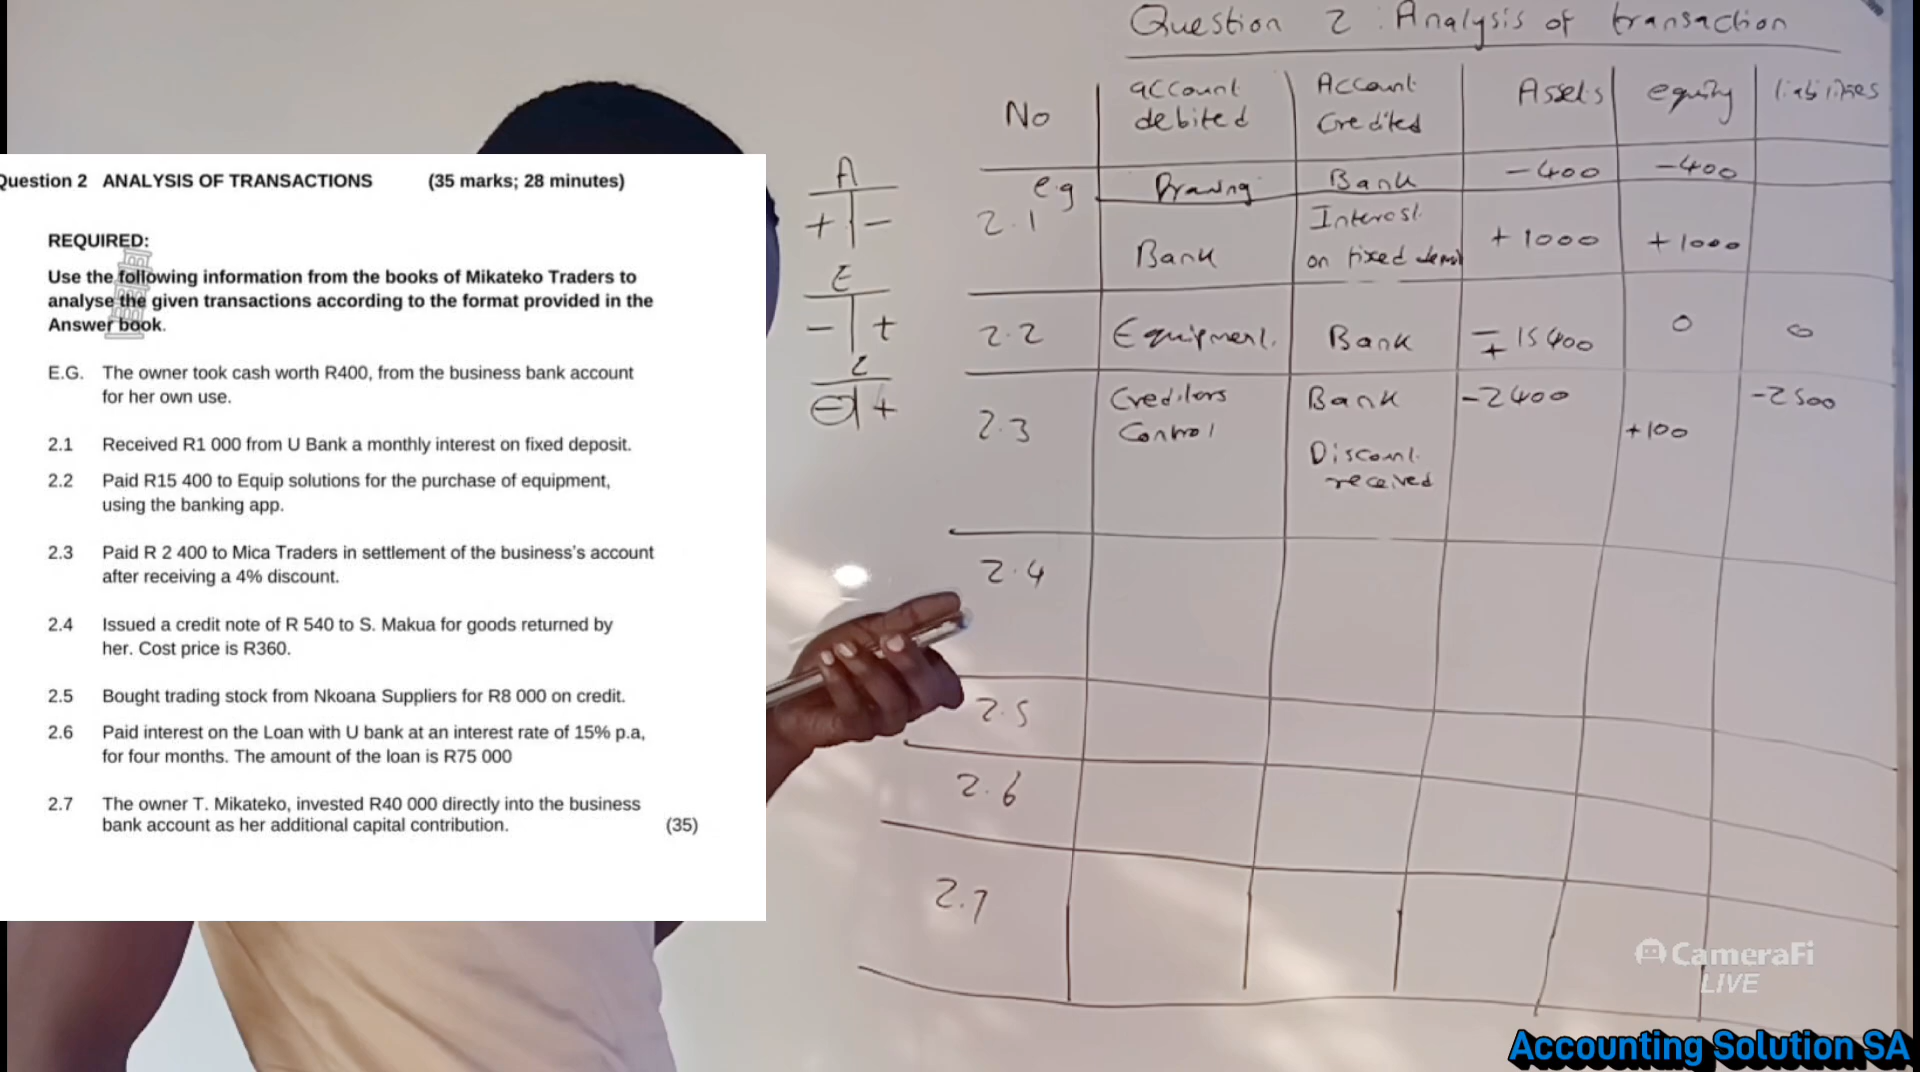 Question 2 ANALYSIS OF TRANSACTIONS (35 marks; 28 minutes)
REQUIRED:
Use the following information from the books of Mikateko Traders to
analyse the given transactions according to the format provided in the
Answer book.
E.G. The owner took cash worth R400, from the business bank account
for her own use.
2.1 Received R1 000 from U Bank a monthly interest on fixed deposit.
2.2 Paid R15 400 to Equip solutions for the purchase of equipment,
using the banking app.
2.3 Paid R 2 400 to Mica Traders in settlement of the business's account
after receiving a 4% discount.
2.4 Issued a credit note of R 540 to S. Makua for goods returned by
her. Cost price is R360.
2.5 Bought trading stock from Nkoana Suppliers for R8 000 on credit.
2.6 Paid interest on the Loan with U bank at an interest rate of 15% p.a,
for four months. The amount of the loan is R75 000
2.7 The owner T. Mikateko, invested R40 000 directly into the business
bank account as her additional capital contribution. (35)
A
+ -
E
- +
L
- +
Question 2 : Analysis of transaction
No account debited Account Credited Assets equity liabilities
e.g Drawing Bank -400 -400
2.1 Bank Interest on fixed +1000 +1000
2.2 Equipment. Bank ∓ 15400 0 0
2.3 Creditors Control Bank -2400 -2500
Discount received +100
2.4
2.5
2.6
2.7
CameraFi
LIVE
Accounting Solution SA